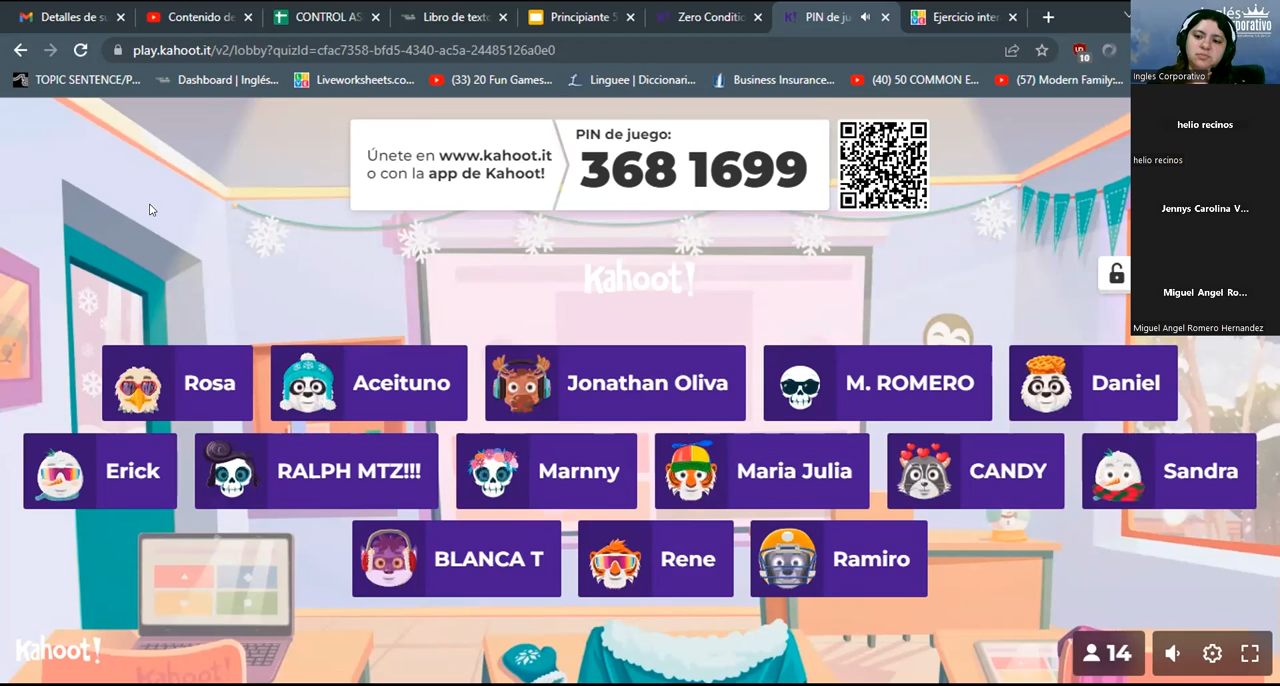 Detalles de su
Contenido de
CONTROL AS
Libro de texto
Principiante 5
Zero Conditio
PIN de ju
Ejercicio inter
play.kahoot.it/v2/lobby?quizId=cfac7358-bfd5-4340-ac5a-24485126a0e0
10
TOPIC SENTENCE/P...
Dashboard | Inglés...
Liveworksheets.co...
(33) 20 Fun Games...
Linguee | Diccionari...
Business Insurance...
(40) 50 COMMON E...
(57) Modern Family:...
Ingles Corporativo
helio recinos
helio recinos
Jennys Carolina V...
Miguel Angel Ro...
Miguel Angel Romero Hernandez
Únete en www.kahoot.it
o con la app de Kahoot!
PIN de juego:
368 1699
Kahoot!
Rosa
Aceituno
Jonathan Oliva
M. ROMERO
Daniel
Erick
RALPH MTZ!!!
Marnny
Maria Julia
CANDY
Sandra
BLANCA T
Rene
Ramiro
Kahoot!
14